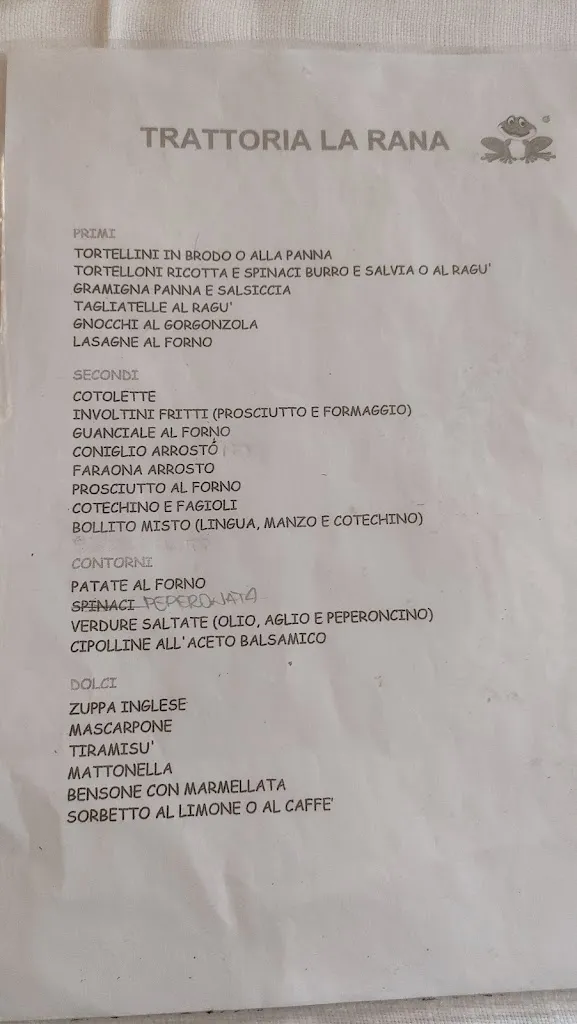 TRATTORIA LA RANA
PRIMI
TORTELLINI IN BRODO O ALLA PANNA
TORTELLONI RICOTTA E SPINACI BURRO E SALVIA O AL RAGU'
GRAMIGNA PANNA E SALSICCIA
TAGLIATELLE AL RAGU'
GNOCCHI AL GORGONZOLA
LASAGNE AL FORNO
SECONDI
COTOLETTE
INVOLTINI FRITTI (PROSCIUTTO E FORMAGGIO)
GUANCIALE AL FORNO
CONIGLIO ARROSTO
FARAONA ARROSTO
PROSCIUTTO AL FORNO
COTECHINO E FAGIOLI
BOLLITO MISTO (LINGUA, MANZO E COTECHINO)
CONTORNI
PATATE AL FORNO
SPINACI PEPERONATA
VERDURE SALTATE (OLIO, AGLIO E PEPERONCINO)
CIPOLLINE ALL'ACETO BALSAMICO
DOLCI
ZUPPA INGLESE
MASCARPONE
TIRAMISU'
MATTONELLA
BENSONE CON MARMELLATA
SORBETTO AL LIMONE O AL CAFFE'